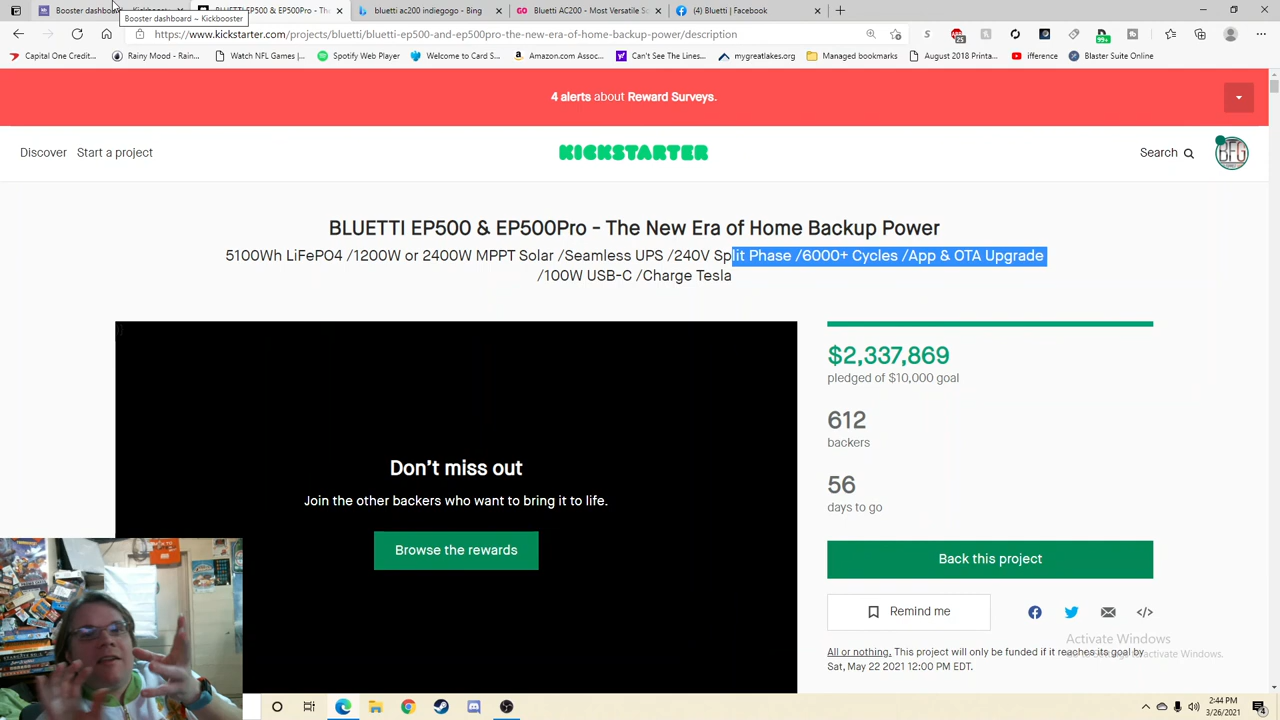 Booster dashboard — Kickbooster
BLUETTI EP500 & EP500Pro - The
bluetti ac200 indiegogo - Bing
Bluetti AC200 - Most Versatile So
(4) Bluetti | Facebook
Booster dashboard — Kickbooster
https://www.kickstarter.com/projects/bluetti/bluetti-ep500-and-ep500pro-the-new-era-of-home-backup-power/description
Capital One Credit...
Rainy Mood - Rain...
Watch NFL Games |...
Spotify Web Player
Welcome to Card S...
Amazon.com Assoc...
Can't See The Lines...
mygreatlakes.org
Managed bookmarks
August 2018 Printa...
ifference
Blaster Suite Online
4 alerts about Reward Surveys.
Discover
Start a project
KICKSTARTER
Search
BFG
BLUETTI EP500 & EP500Pro - The New Era of Home Backup Power
5100Wh LiFePO4 /1200W or 2400W MPPT Solar /Seamless UPS /240V Split Phase /6000+ Cycles /App & OTA Upgrade
/100W USB-C /Charge Tesla
$2,337,869
pledged of $10,000 goal
612
backers
56
days to go
Don't miss out
Join the other backers who want to bring it to life.
Browse the rewards
Back this project
Remind me
All or nothing. This project will only be funded if it reaches its goal by
Sat, May 22 2021 12:00 PM EDT.
Activate Windows
2:44 PM
3/26/2021